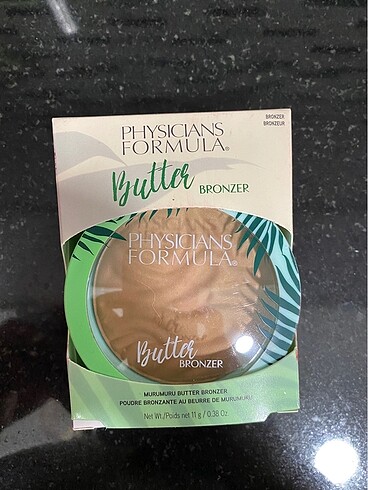 BRONZER
BRONZEUR
PHYSICIANS
FORMULA®
Butter BRONZER
PHYSICIANS
FORMULA®
Butter
BRONZER
MURUMURU BUTTER BRONZER
POUDRE BRONZANTE AU BEURRE DE MURUMURU
Net Wt./Poids net 11 g / 0.38 Oz.